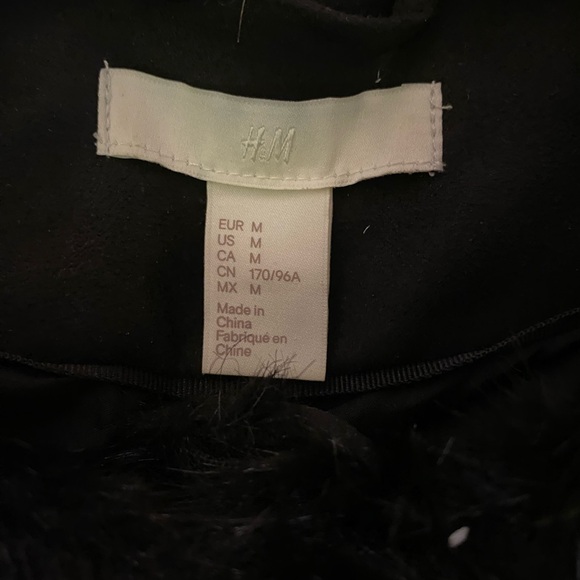 H&M
EUR M
US M
CA M
CN 170/96A
MX M
Made in
China
Fabriqué en
Chine